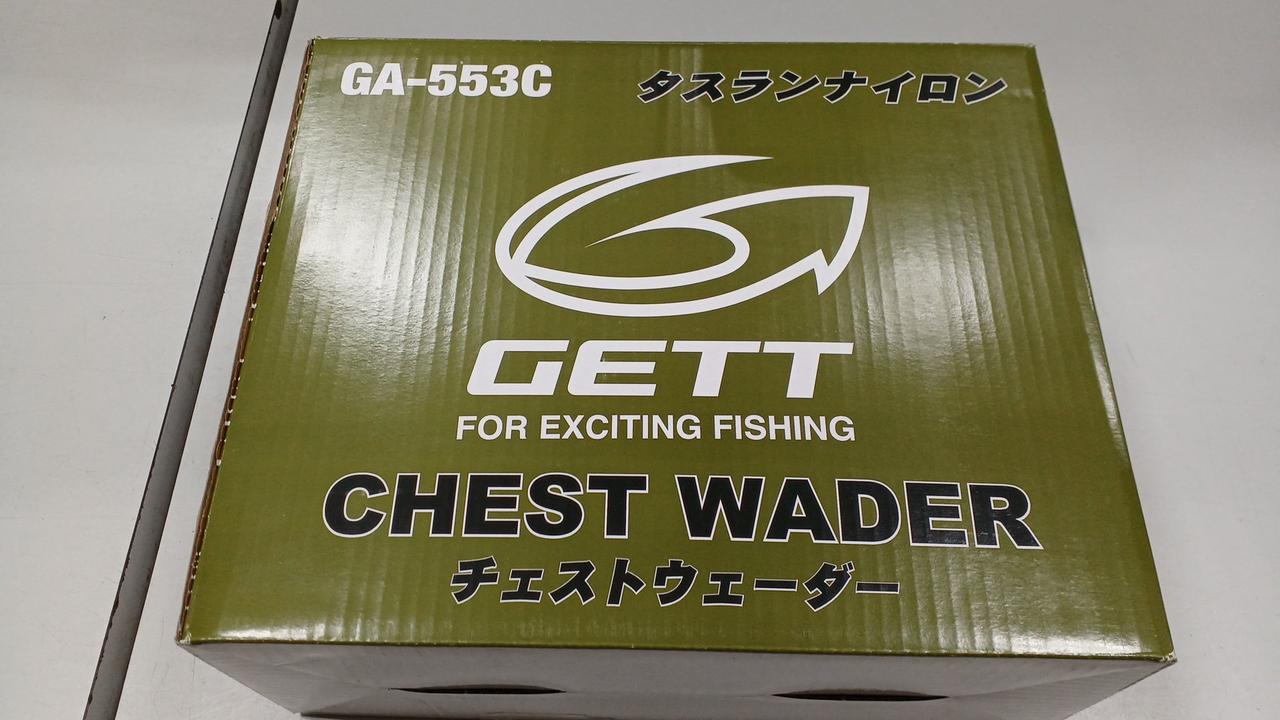 GA-553C
タスランナイロン
GETT
FOR EXCITING FISHING
CHEST WADER
チェストウェーダー